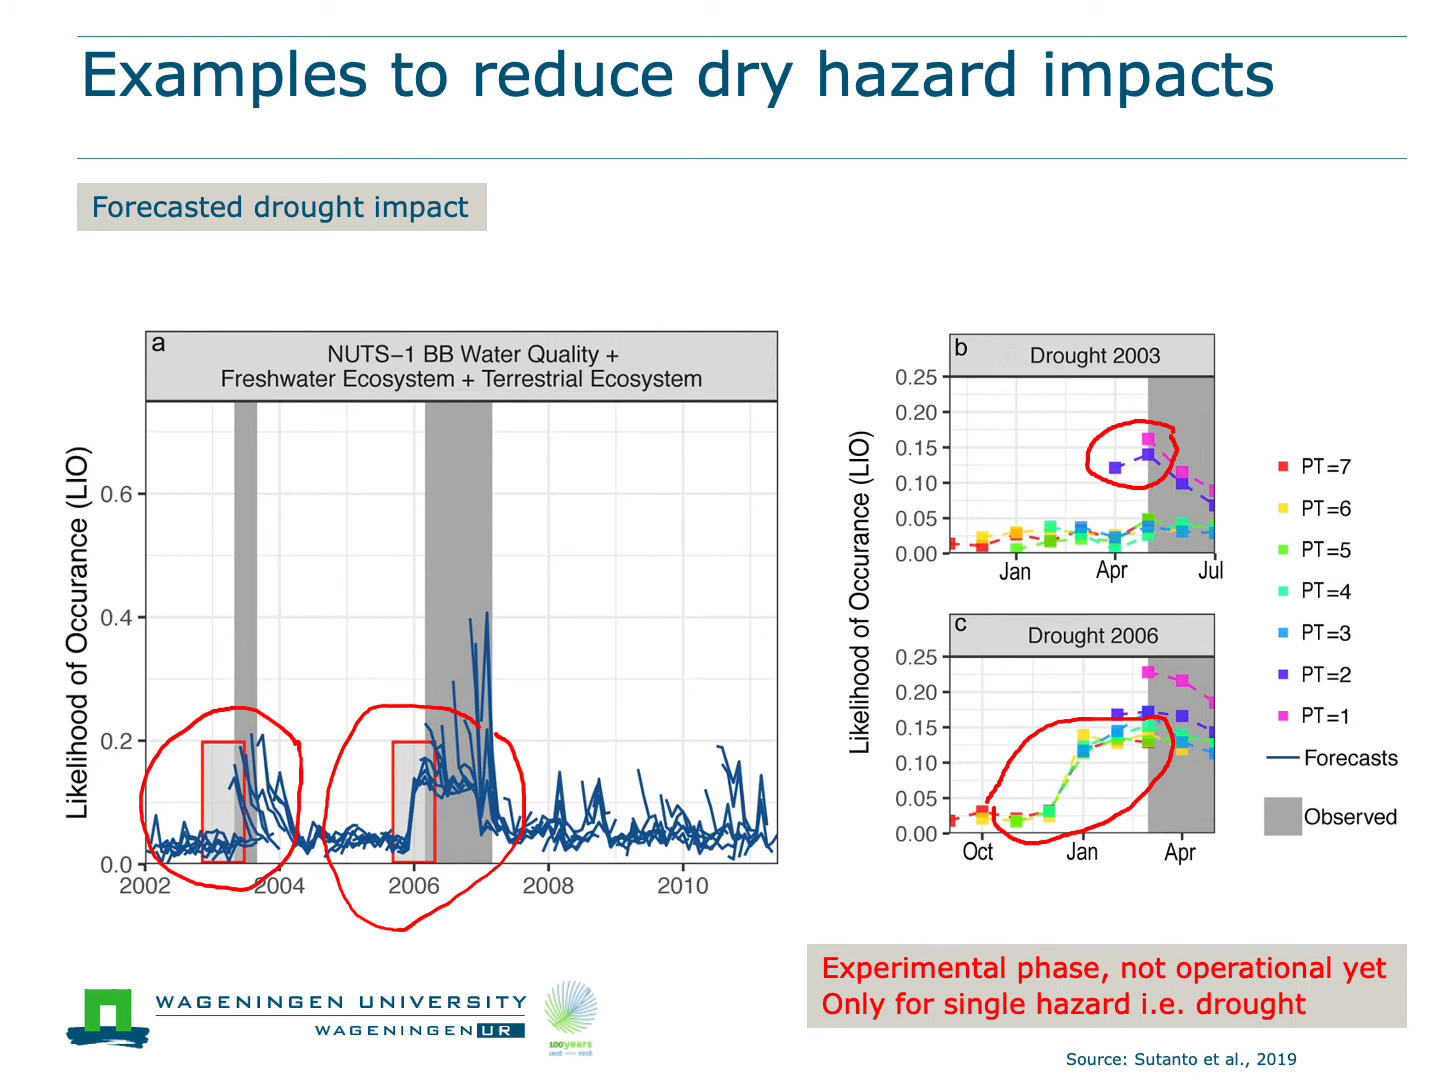 Examples to reduce dry hazard impacts
Forecasted drought impact
a
NUTS−1 BB Water Quality +
Freshwater Ecosystem + Terrestrial Ecosystem
Likelihood of Occurance (LIO)
0.6
0.4
0.2
0.0
2002
2004
2006
2008
2010
b
Drought 2003
0.25
0.20
0.15
0.10
0.05
0.00
Jan
Apr
Jul
Likelihood of Occurance (LIO)
c
Drought 2006
0.25
0.20
0.15
0.10
0.05
0.00
Oct
Jan
Apr
PT=7
PT=6
PT=5
PT=4
PT=3
PT=2
PT=1
Forecasts
Observed
Experimental phase, not operational yet
Only for single hazard i.e. drought
WAGENINGEN UNIVERSITY
WAGENINGEN UR
100years
Source: Sutanto et al., 2019